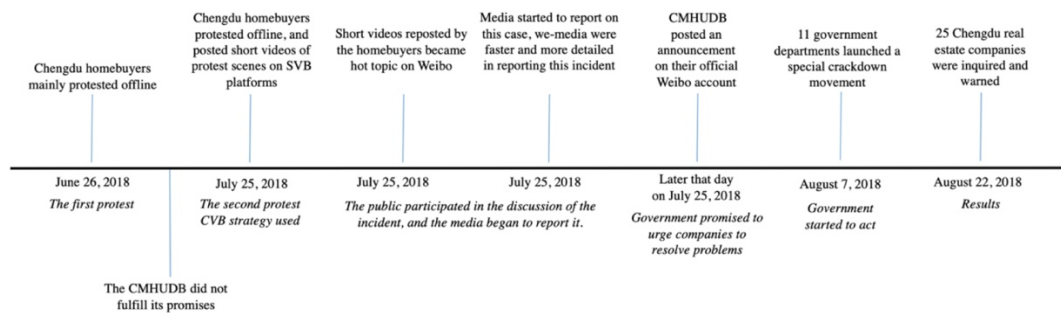 Chengdu homebuyers
mainly protested offline
Chengdu homebuyers
protested offline, and
posted short videos of
protest scenes on SVB
platforms
Short videos reposted by
the homebuyers became
hot topic on Weibo
Media started to report on
this case, we-media were
faster and more detailed
in reporting this incident
CMHUDB
posted an
announcement
on their official
Weibo account
11 government
departments launched a
special crackdown
movement
25 Chengdu real
estate companies
were inquired and
warned
June 26, 2018
The first protest
July 25, 2018
The second protest
CVB strategy used
July 25, 2018
July 25, 2018
The public participated in the discussion of the
incident, and the media began to report it.
Later that day
on July 25, 2018
Government promised to
urge companies to
resolve problems
August 7, 2018
Government
started to act
August 22, 2018
Results
The CMHUDB did not
fulfill its promises